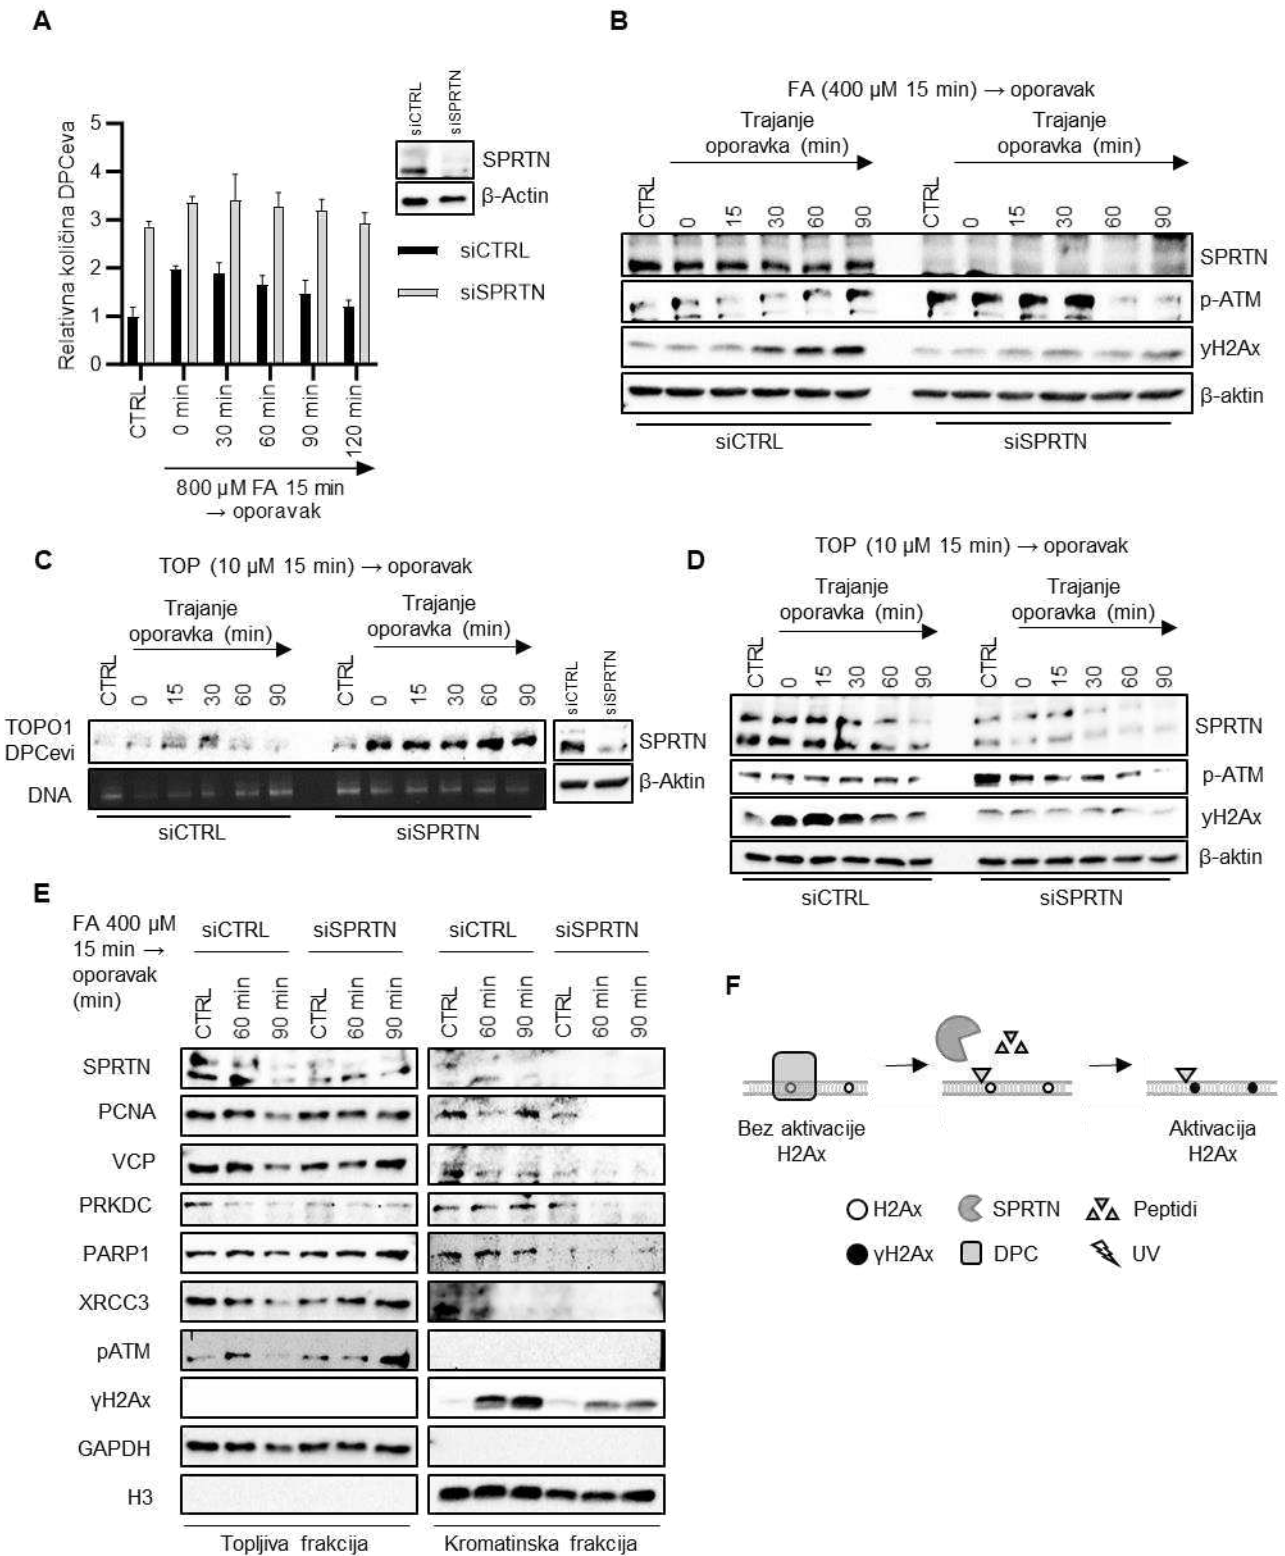 A
5
4
3
2
1
0
Relativna količina DPCeva
CTRL
0 min
30 min
60 min
90 min
120 min
800 µM FA 15 min
→ oporavak
siCTRL
siSPRTN
SPRTN
β-Actin
siCTRL
siSPRTN
B
FA (400 µM 15 min) → oporavak
Trajanje
oporavka (min)
Trajanje
oporavka (min)
CTRL 0 15 30 60 90 CTRL 0 15 30 60 90
SPRTN
p-ATM
yH2Ax
β-aktin
siCTRL siSPRTN
C
TOP (10 µM 15 min) → oporavak
Trajanje
oporavka (min)
Trajanje
oporavka (min)
CTRL 0 15 30 60 90 CTRL 0 15 30 60 90
siCTRL siSPRTN
TOPO1
DPCevi
SPRTN
DNA
β-Aktin
siCTRL siSPRTN
D
TOP (10 µM 15 min) → oporavak
Trajanje
oporavka (min)
Trajanje
oporavka (min)
CTRL 0 15 30 60 90 CTRL 0 15 30 60 90
SPRTN
p-ATM
yH2Ax
β-aktin
siCTRL siSPRTN
E
FA 400 µM
15 min →
oporavak
(min)
siCTRL siSPRTN siCTRL siSPRTN
CTRL 60 min 90 min CTRL 60 min 90 min CTRL 60 min 90 min CTRL 60 min 90 min
SPRTN
PCNA
VCP
PRKDC
PARP1
XRCC3
pATM
γH2Ax
GAPDH
H3
Topljiva frakcija Kromatinska frakcija
F
Bez aktivacije
H2Ax
Aktivacija
H2Ax
H2Ax SPRTN Peptidi
γH2Ax DPC UV